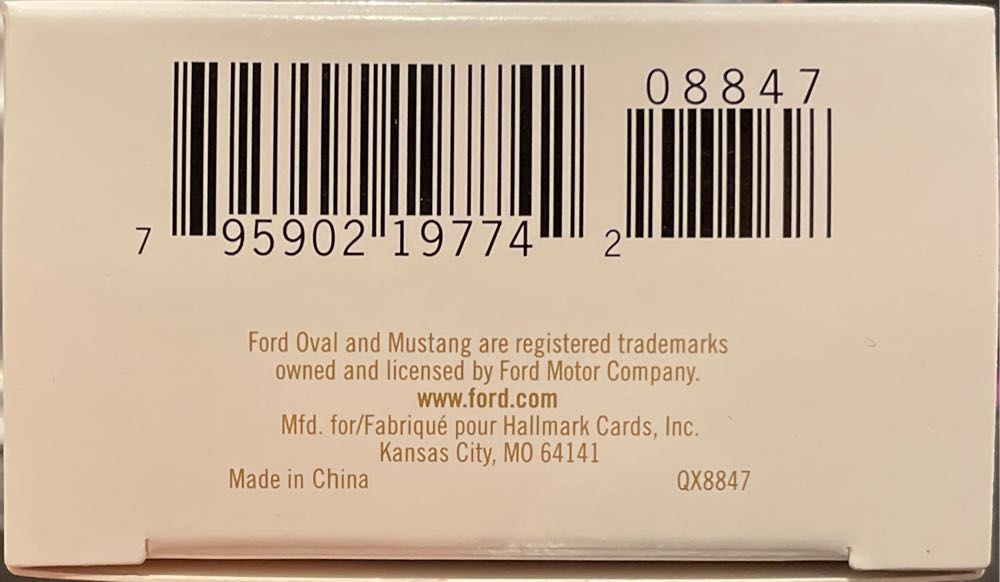 08847
7 95902 19774 2
Ford Oval and Mustang are registered trademarks
owned and licensed by Ford Motor Company.
www.ford.com
Mfd. for/Fabriqué pour Hallmark Cards, Inc.
Kansas City, MO 64141
Made in China QX8847